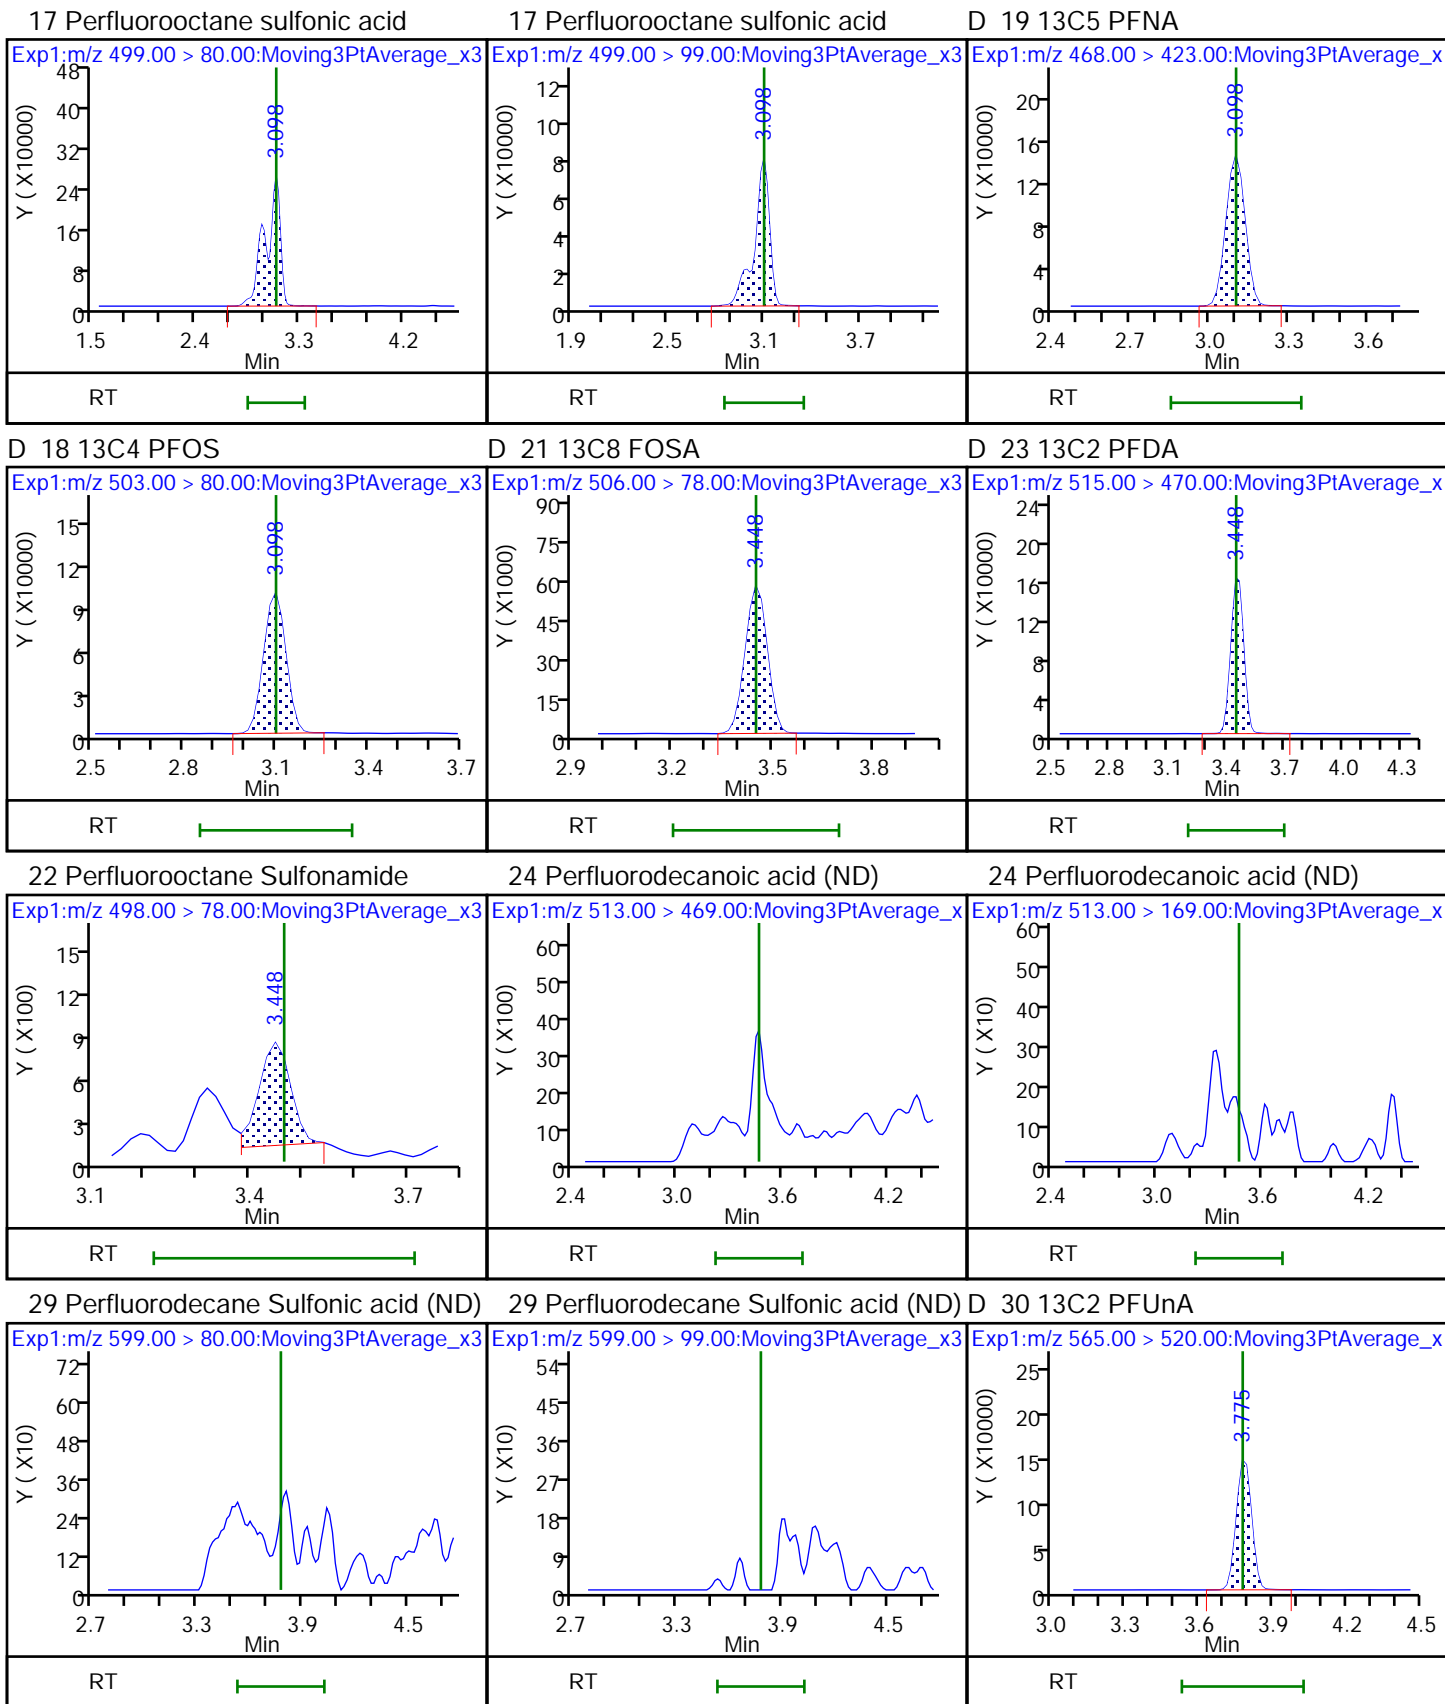 17 Perfluorooctane sulfonic acid
Exp1:m/z 499.00 > 80.00:Moving3PtAverage_x3
Y ( X10000)
48
40
32
24
16
8
0
3.098
1.5 2.4 3.3 4.2
Min
RT
17 Perfluorooctane sulfonic acid
Exp1:m/z 499.00 > 99.00:Moving3PtAverage_x3
Y ( X10000)
12
10
8
6
4
2
0
3.098
1.9 2.5 3.1 3.7
Min
RT
D 19 13C5 PFNA
Exp1:m/z 468.00 > 423.00:Moving3PtAverage_x
Y ( X10000)
20
16
12
8
4
0
3.098
2.4 2.7 3.0 3.3 3.6
Min
RT
D 18 13C4 PFOS
Exp1:m/z 503.00 > 80.00:Moving3PtAverage_x3
Y ( X10000)
15
12
9
6
3
0
3.098
2.5 2.8 3.1 3.4 3.7
Min
RT
D 21 13C8 FOSA
Exp1:m/z 506.00 > 78.00:Moving3PtAverage_x3
Y ( X1000)
90
75
60
45
30
15
0
3.448
2.9 3.2 3.5 3.8
Min
RT
D 23 13C2 PFDA
Exp1:m/z 515.00 > 470.00:Moving3PtAverage_x
Y ( X10000)
24
20
16
12
8
4
0
3.448
2.5 2.8 3.1 3.4 3.7 4.0 4.3
Min
RT
22 Perfluorooctane Sulfonamide
Exp1:m/z 498.00 > 78.00:Moving3PtAverage_x3
Y ( X100)
15
12
9
6
3
0
3.448
3.1 3.4 3.7
Min
RT
24 Perfluorodecanoic acid (ND)
Exp1:m/z 513.00 > 469.00:Moving3PtAverage_x
Y ( X100)
60
50
40
30
20
10
0
2.4 3.0 3.6 4.2
Min
RT
24 Perfluorodecanoic acid (ND)
Exp1:m/z 513.00 > 169.00:Moving3PtAverage_x
Y ( X10)
60
50
40
30
20
10
0
2.4 3.0 3.6 4.2
Min
RT
29 Perfluorodecane Sulfonic acid (ND)
Exp1:m/z 599.00 > 80.00:Moving3PtAverage_x3
Y ( X10)
72
60
48
36
24
12
0
2.7 3.3 3.9 4.5
Min
RT
29 Perfluorodecane Sulfonic acid (ND)
Exp1:m/z 599.00 > 99.00:Moving3PtAverage_x3
Y ( X10)
54
45
36
27
18
9
0
2.7 3.3 3.9 4.5
Min
RT
D 30 13C2 PFUnA
Exp1:m/z 565.00 > 520.00:Moving3PtAverage_x
Y ( X10000)
25
20
15
10
5
0
3.775
3.0 3.3 3.6 3.9 4.2 4.5
Min
RT